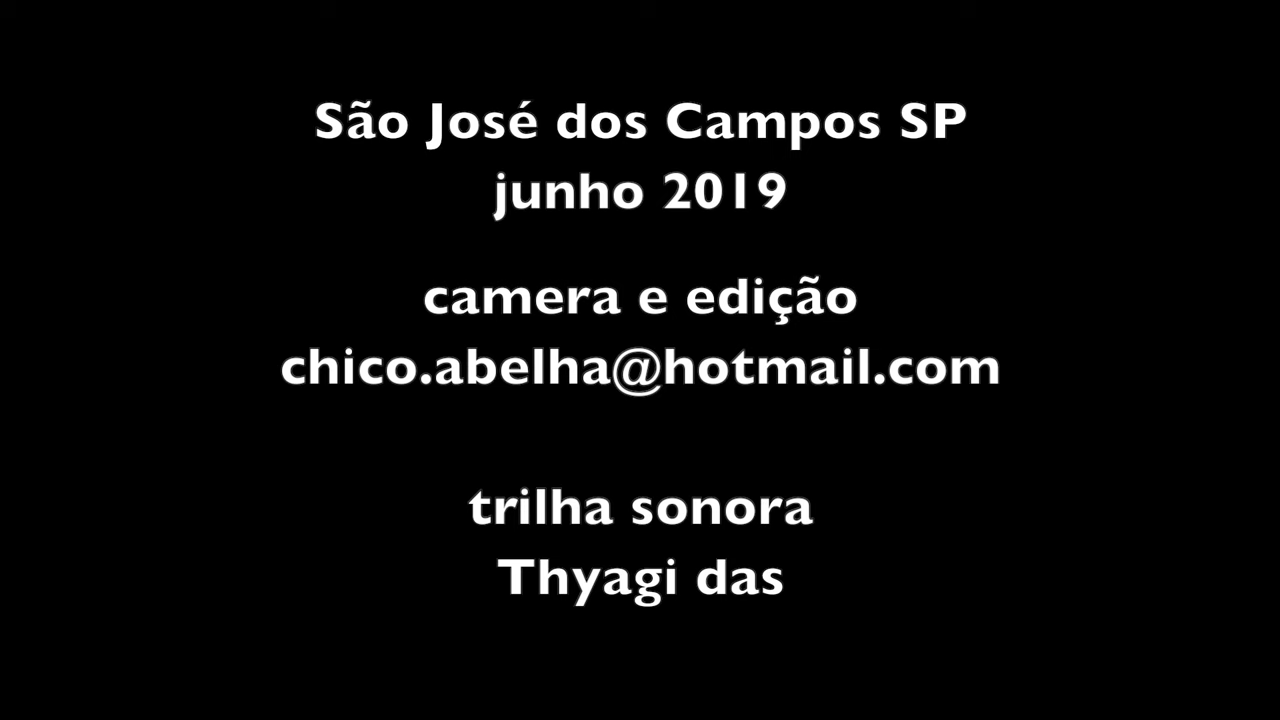 São José dos Campos SP
junho 2019
camera e edição
chico.abelha@hotmail.com
trilha sonora
Thyagi das